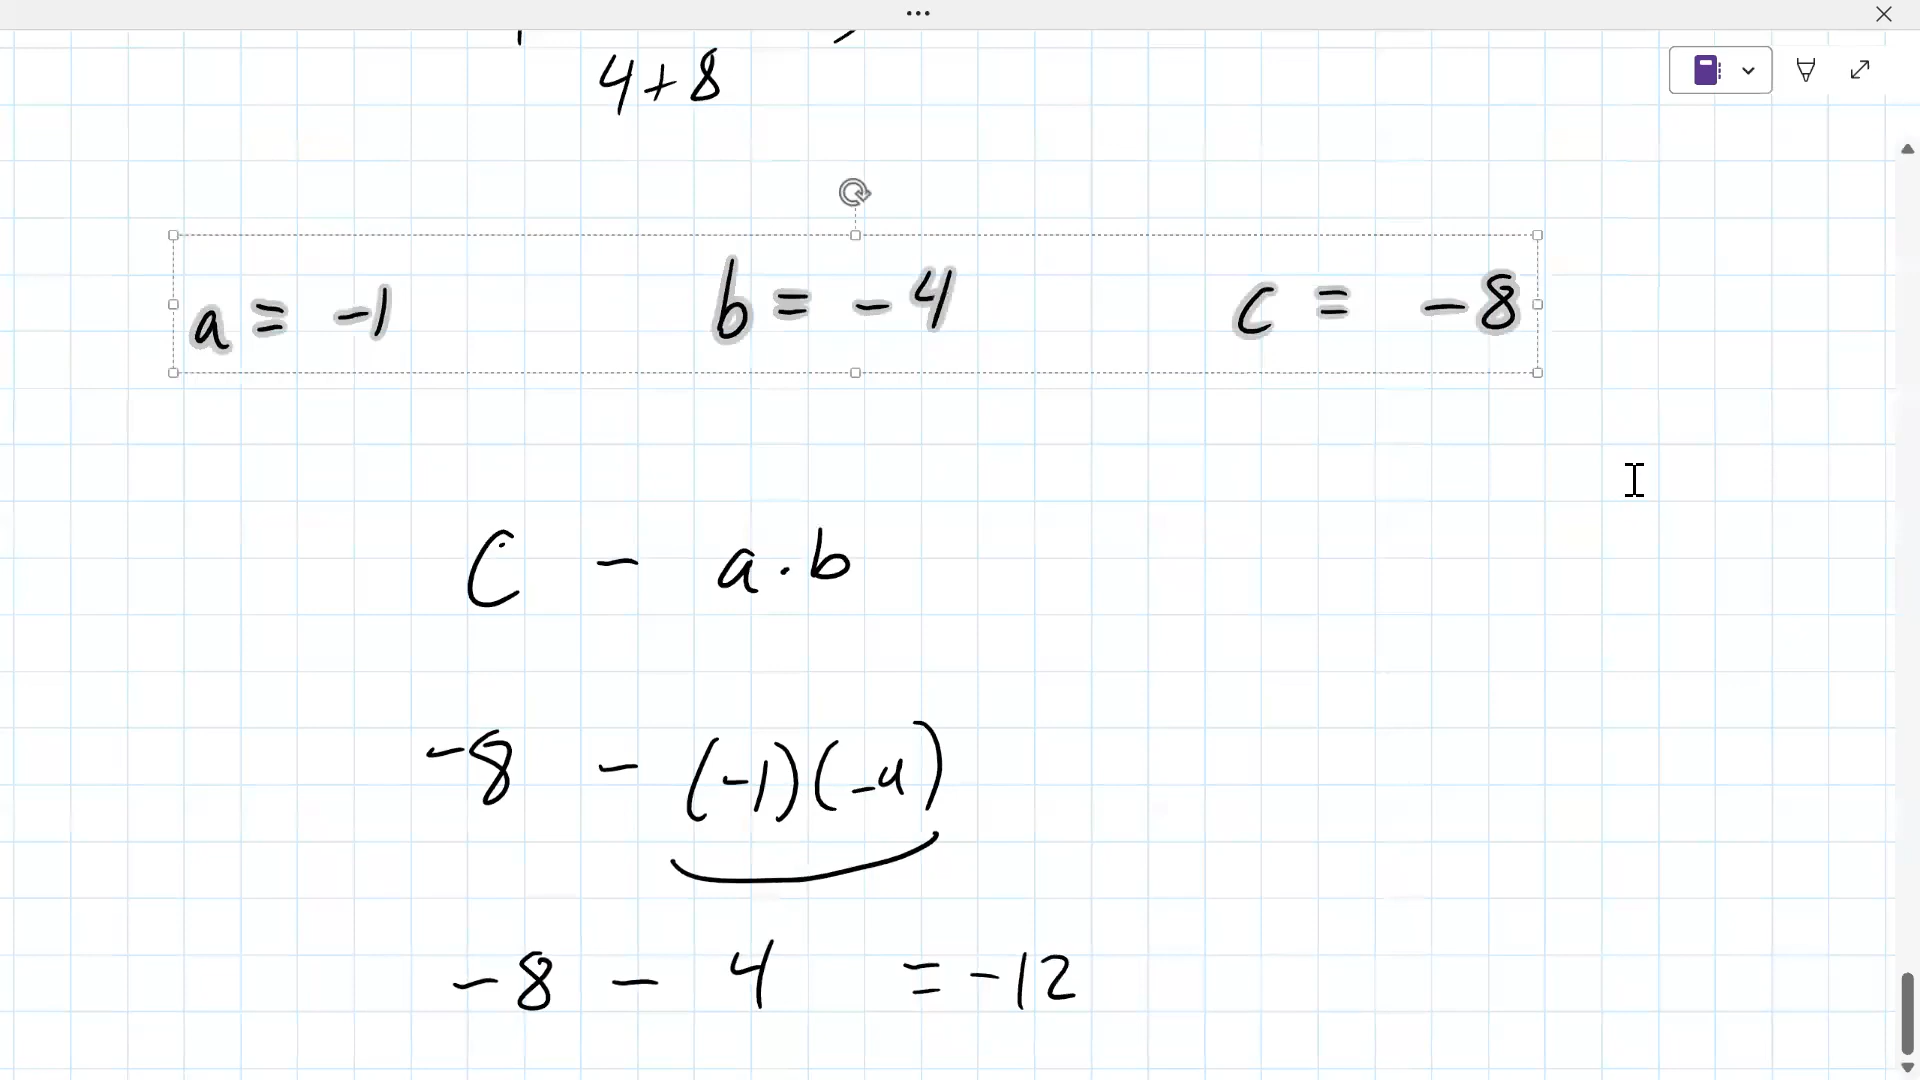 4+8
a = -1 b = -4 c = -8
C - a·b
-8 - (-1)(-4)
-8 - 4 = -12